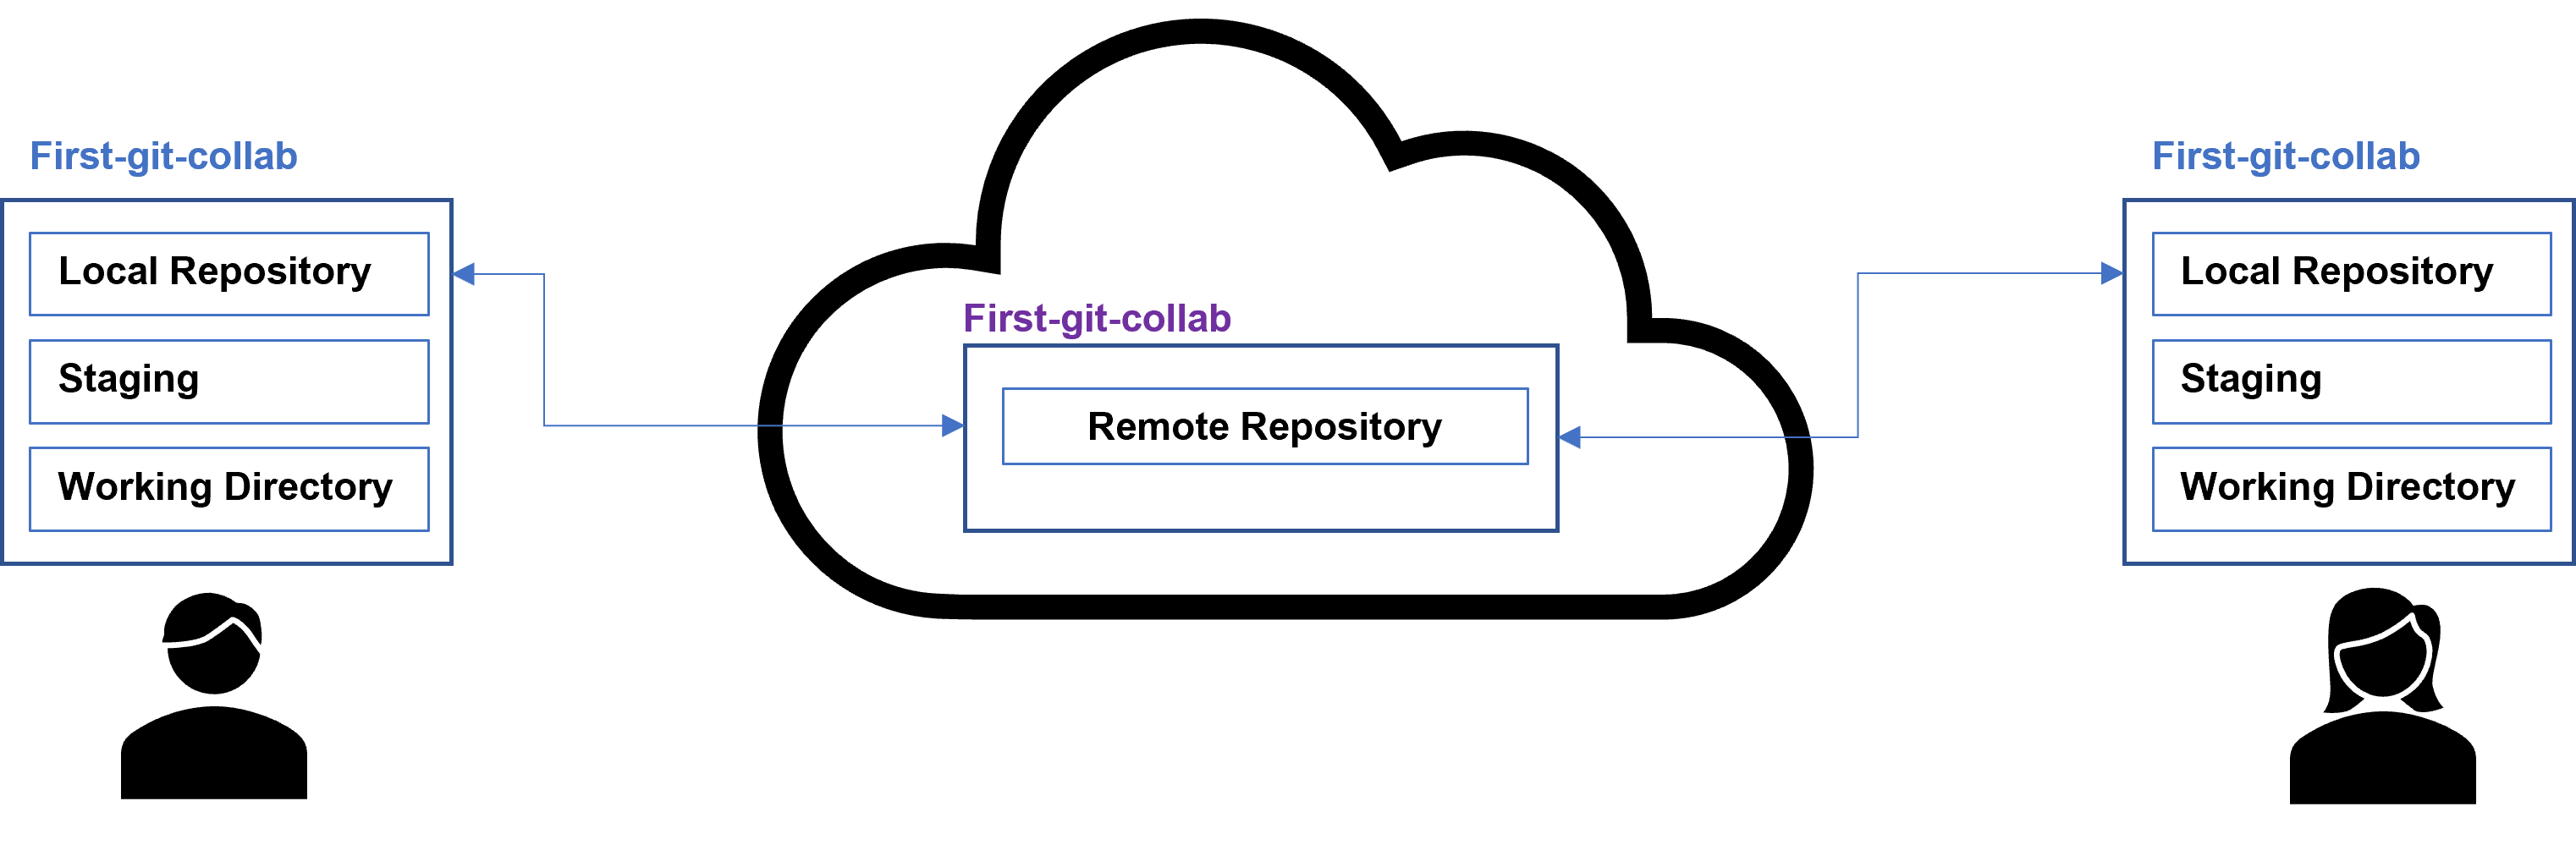 First-git-collab
Local Repository
Staging
Working Directory
First-git-collab
Remote Repository
First-git-collab
Local Repository
Staging
Working Directory